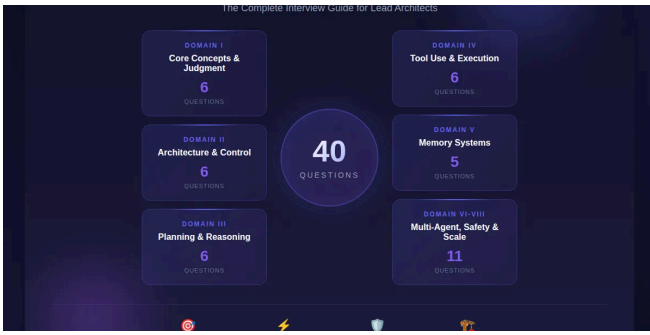 The Complete Interview Guide for Lead Architects
DOMAIN I
Core Concepts &
Judgment
6
QUESTIONS
DOMAIN II
Architecture & Control
6
QUESTIONS
DOMAIN III
Planning & Reasoning
6
QUESTIONS
40
QUESTIONS
DOMAIN IV
Tool Use & Execution
6
QUESTIONS
DOMAIN V
Memory Systems
5
QUESTIONS
DOMAIN VI-VIII
Multi-Agent, Safety &
Scale
11
QUESTIONS